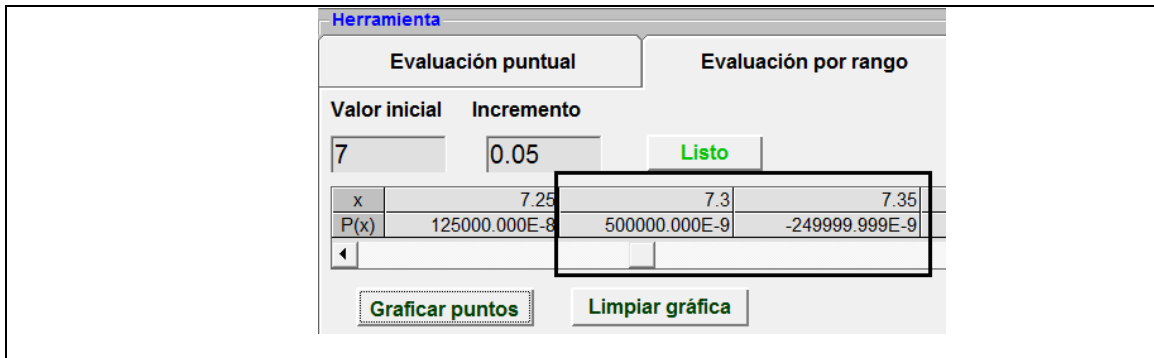 Herramienta
Evaluación puntual Evaluación por rango
Valor inicial Incremento
7 0.05 Listo
x 7.25 7.3 7.35
P(x) 125000.000E-8 500000.000E-9 -249999.999E-9
Graficar puntos Limpiar gráfica